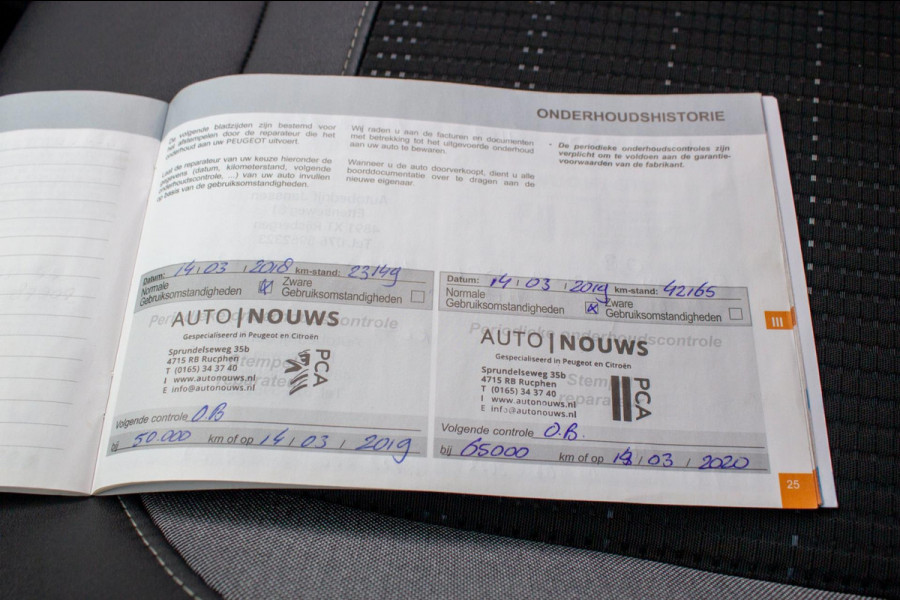 ONDERHOUDSHISTORIE
De volgende bladzijden zijn bestemd voor
het afstempelen door de reparateur die het
onderhoud aan uw PEUGEOT uitvoert.
Laat de reparateur van uw keuze hieronder de
gegevens (datum, kilometerstand, volgende
onderhoudscontrole, ...) van uw auto invullen
op basis van de gebruiksomstandigheden.
Wij raden u aan de facturen en documenten
met betrekking tot het uitgevoerde onderhoud
aan uw auto te bewaren.
Wanneer u de auto doorverkoopt, dient u alle
boorddocumentatie over te dragen aan de
nieuwe eigenaar.
- De periodieke onderhoudscontroles zijn
verplicht om te voldoen aan de garantie-
voorwaarden van de fabrikant.
Datum: 14 / 03 / 2018 km-stand: 23149
Normale
Gebruiksomstandigheden
Zware
Gebruiksomstandigheden
Periodieke onderhoudscontrole
AUTO|NOUWS
Gespecialiseerd in Peugeot en Citroën
Sprundelseweg 35b
4715 RB Rucphen
T (0165) 34 37 40
I www.autonouws.nl
E info@autonouws.nl
PCA
Volgende controle O.B
bij 50.000 km of op 14 / 03 / 2019
Datum: 14 / 03 / 2019 km-stand: 42165
Normale
Gebruiksomstandigheden
Zware
Gebruiksomstandigheden
Periodieke onderhoudscontrole
AUTO|NOUWS
Gespecialiseerd in Peugeot en Citroën
Sprundelseweg 35b
4715 RB Rucphen
T (0165) 34 37 40
I www.autonouws.nl
E info@autonouws.nl
PCA
Volgende controle O.B.
bij 65000 km of op / 03 / 2020
III
25